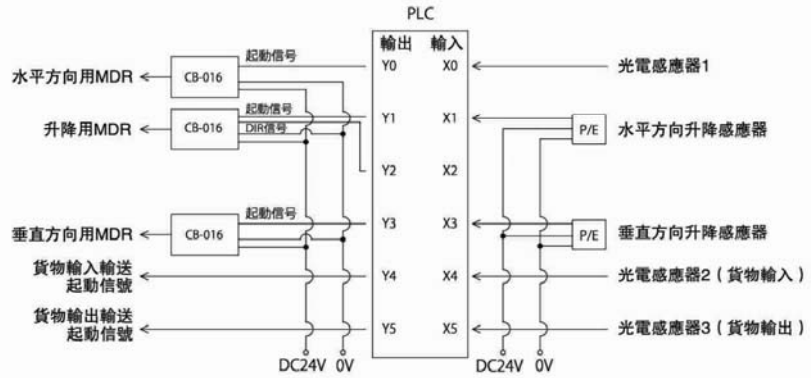 PLC
輸出 輸入
水平方向用MDR
CB-016
起動信号
Y0
X0
光電感應器1
升降用MDR
CB-016
起動信号
DIR信号
Y1
X1
P/E
水平方向升降感應器
Y2
X2
垂直方向用MDR
CB-016
起動信号
Y3
X3
P/E
垂直方向升降感應器
貨物輸入輸送
起動信號
Y4
X4
光電感應器2(貨物輸入)
貨物輸出輸送
起動信號
Y5
X5
光電感應器3(貨物輸出)
DC24V 0V
DC24V 0V